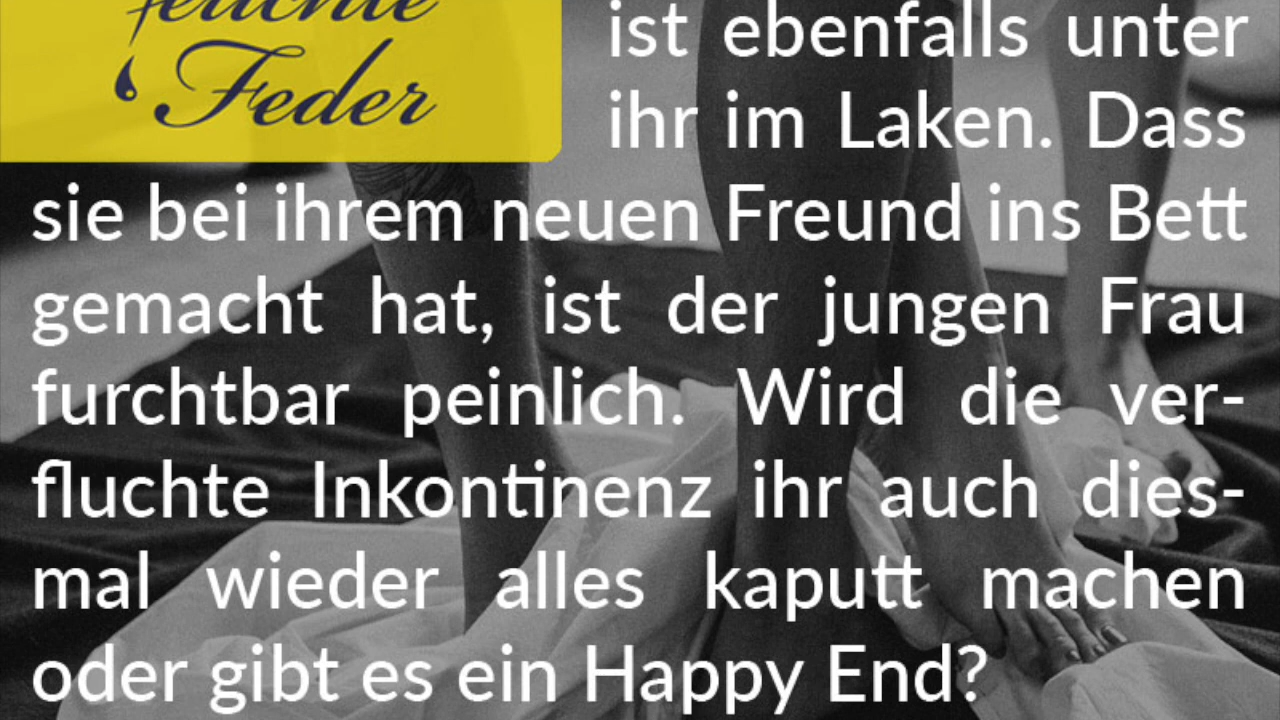 feuchte
Feder
ist ebenfalls unter
ihr im Laken. Dass
sie bei ihrem neuen Freund ins Bett
gemacht hat, ist der jungen Frau
furchtbar peinlich. Wird die ver-
fluchte Inkontinenz ihr auch dies-
mal wieder alles kaputt machen
oder gibt es ein Happy End?